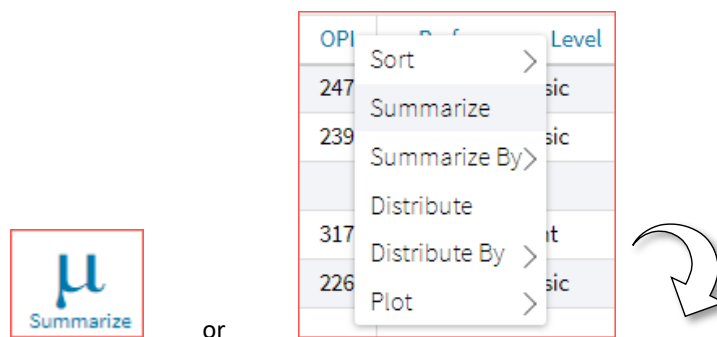 OPI Level
Sort
247 sic
Summarize
239 sic
Summarize By
Distribute
317 nt
Distribute By
226 sic
Plot
μ
Summarize
or